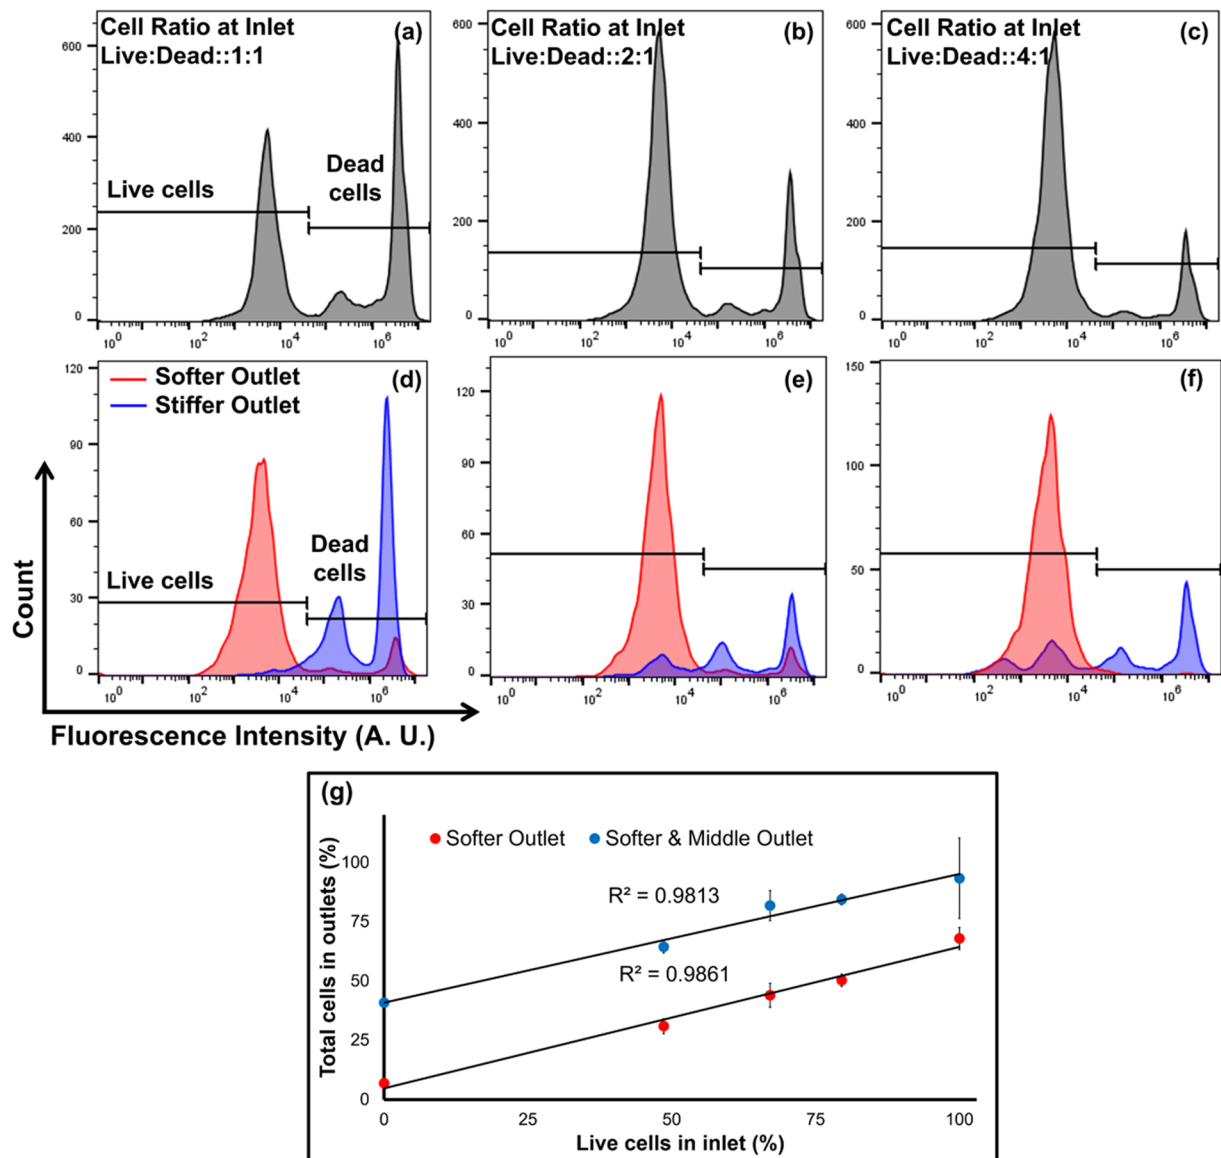 Cell Ratio at Inlet
Live:Dead::1:1
(a)
600
400
200
0
Live cells
Dead
cells
10^0
10^2
10^4
10^6
Cell Ratio at Inlet
Live:Dead::2:1
(b)
600
400
200
0
10^0
10^2
10^4
10^6
Cell Ratio at Inlet
Live:Dead::4:1
(c)
600
400
200
0
10^0
10^2
10^4
10^6
Softer Outlet
Stiffer Outlet
(d)
120
90
60
30
0
Live cells
Dead
cells
10^0
10^2
10^4
10^6
(e)
120
90
60
30
0
10^0
10^2
10^4
10^6
(f)
150
100
50
0
10^0
10^2
10^4
10^6
Count
Fluorescence Intensity (A. U.)
(g)
Softer Outlet
Softer & Middle Outlet
R² = 0.9813
R² = 0.9861
Total cells in outlets (%)
100
75
50
25
0
0
50
75
100
Live cells in inlet (%)